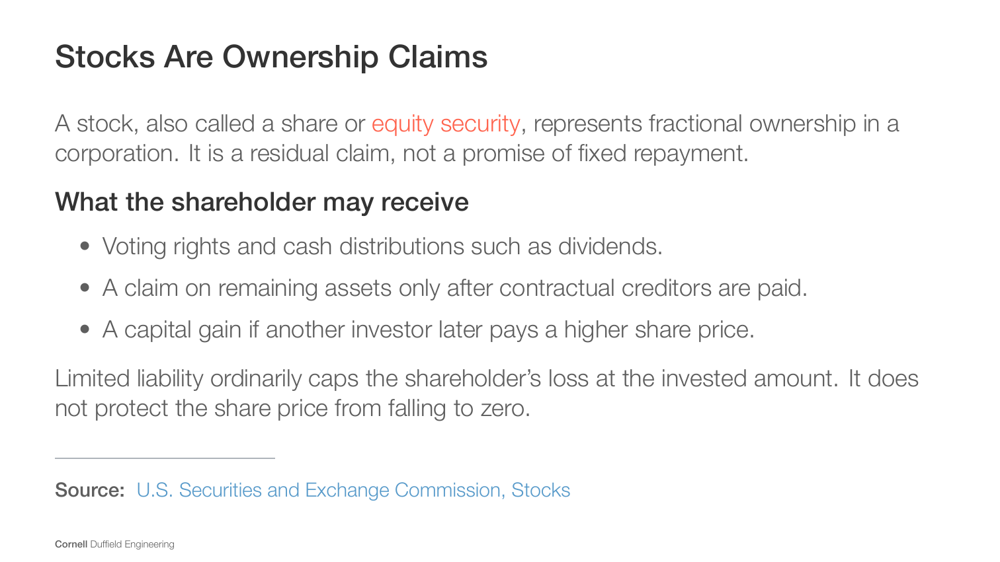 Stocks Are Ownership Claims
A stock, also called a share or equity security, represents fractional ownership in a
corporation. It is a residual claim, not a promise of fixed repayment.
What the shareholder may receive
• Voting rights and cash distributions such as dividends.
• A claim on remaining assets only after contractual creditors are paid.
• A capital gain if another investor later pays a higher share price.
Limited liability ordinarily caps the shareholder’s loss at the invested amount. It does
not protect the share price from falling to zero.
Source: U.S. Securities and Exchange Commission, Stocks
Cornell Duffield Engineering